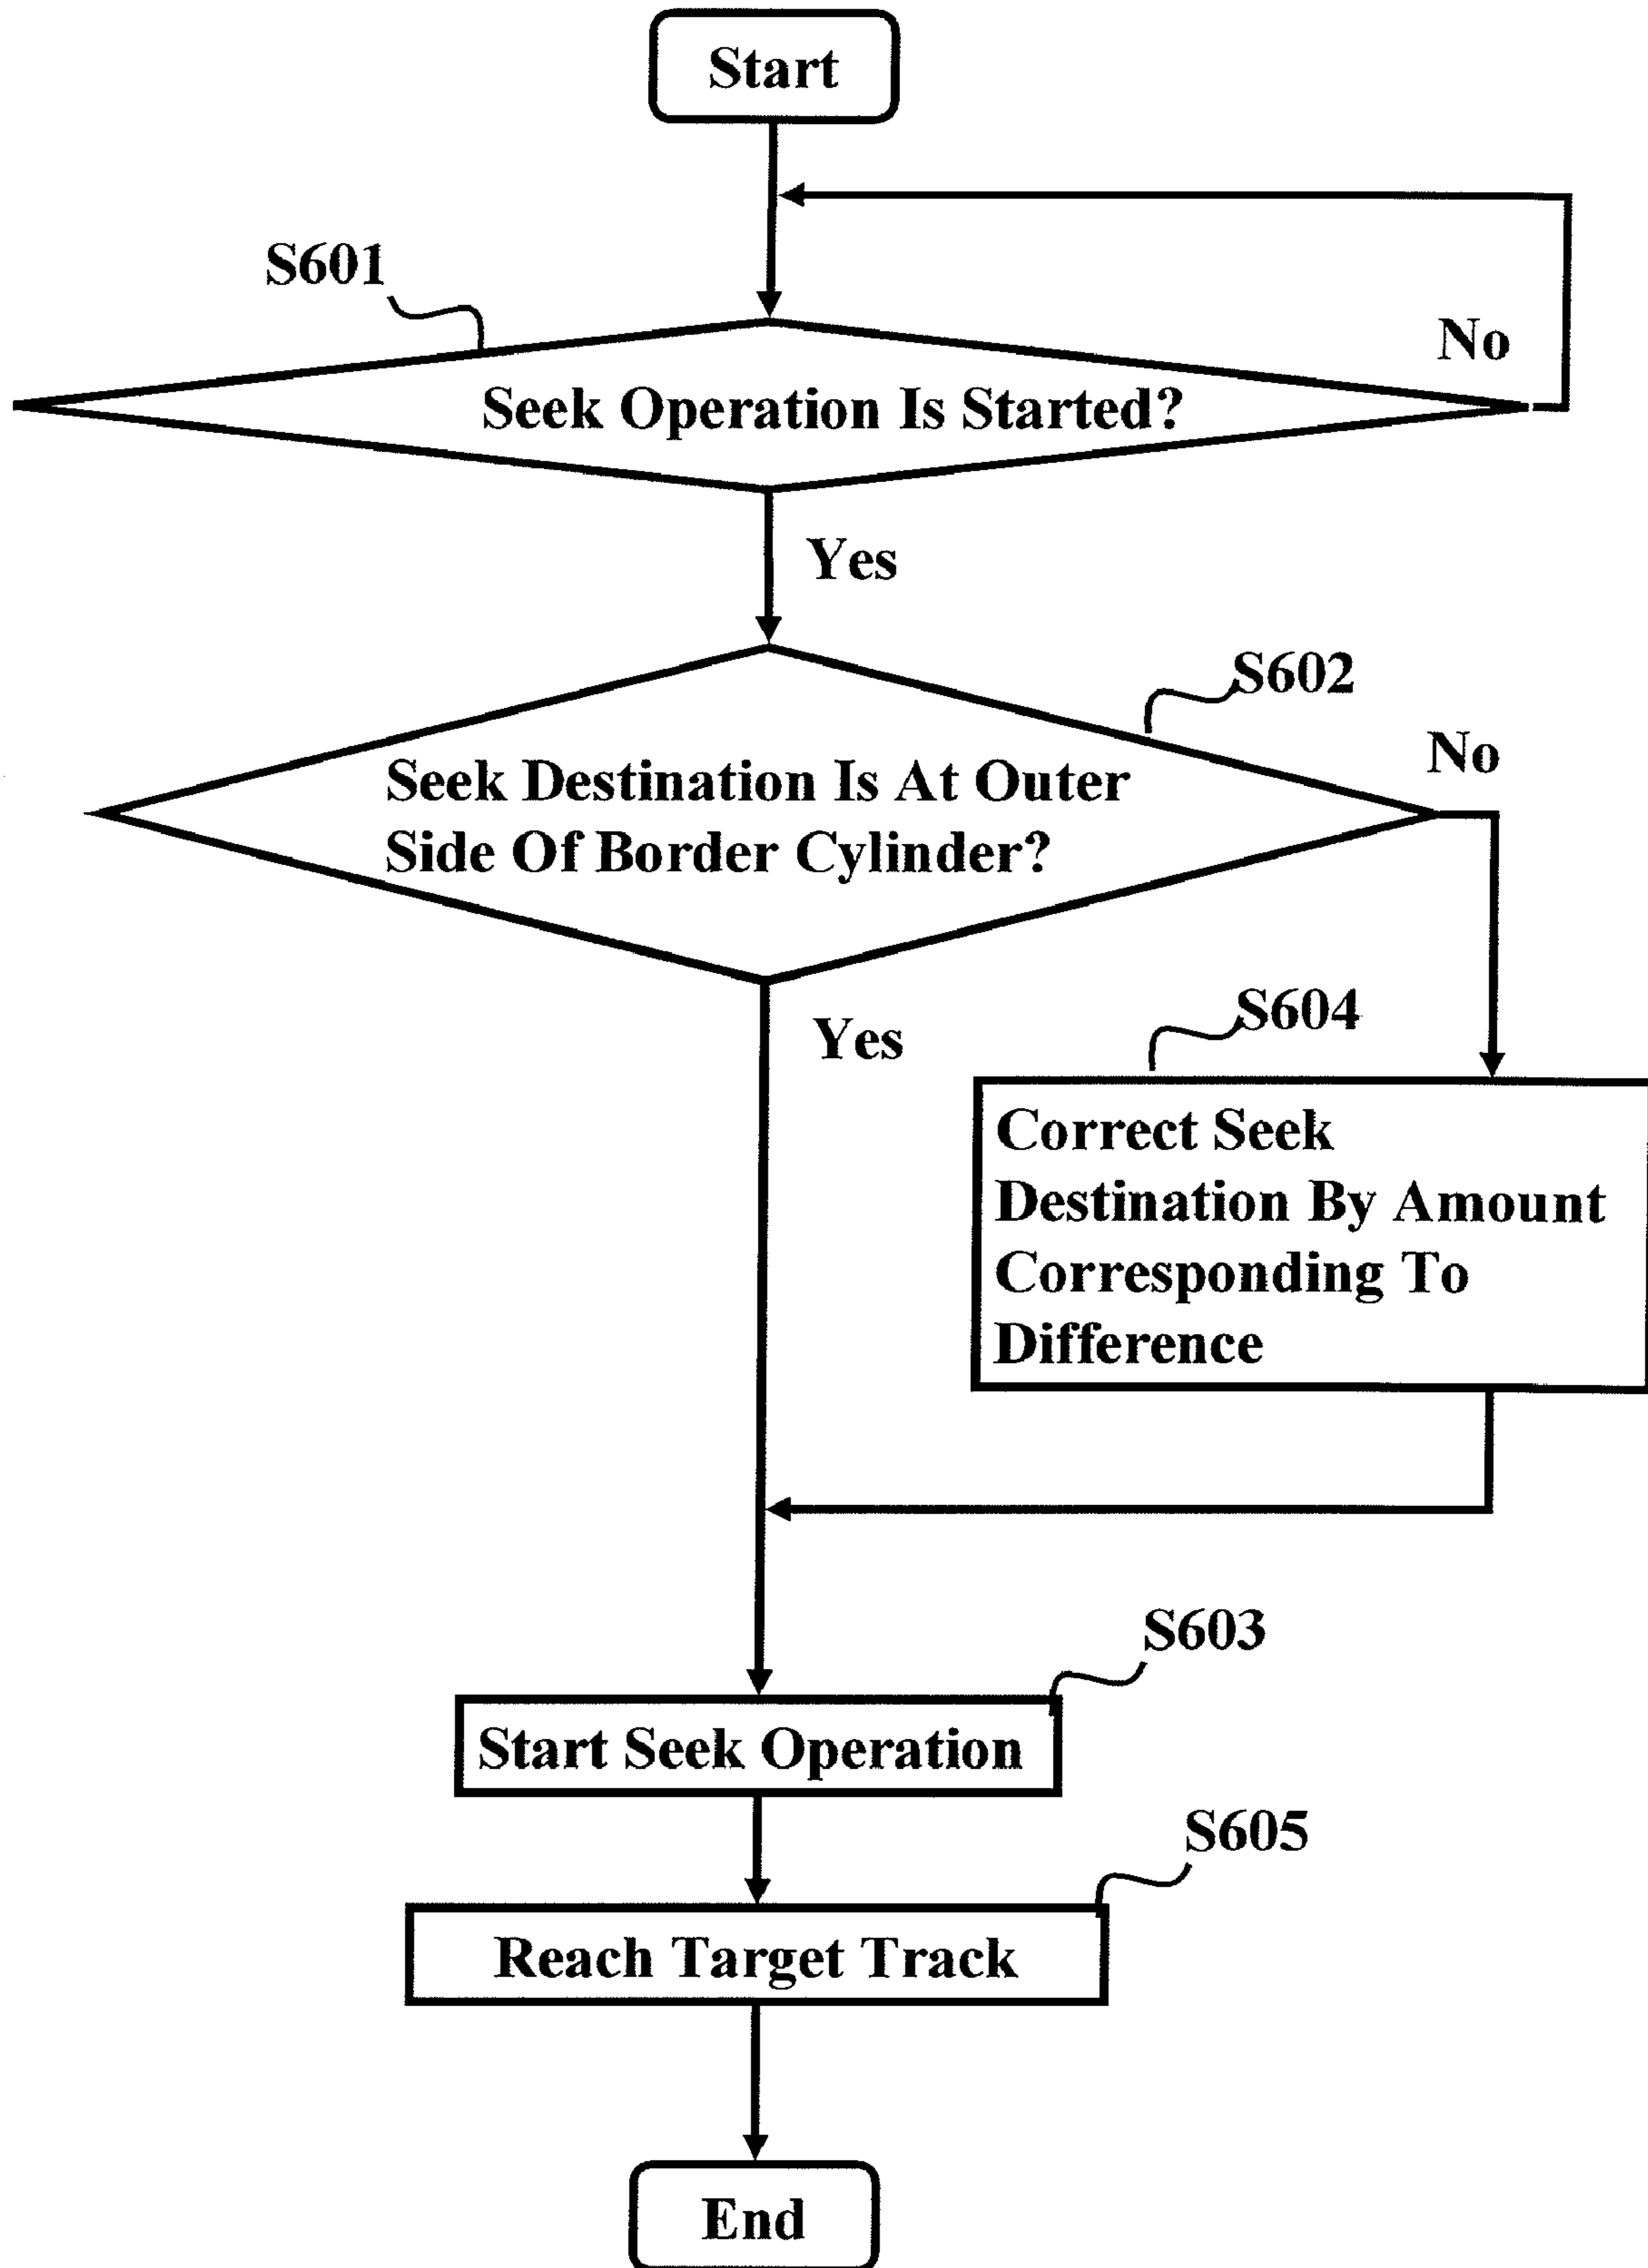 Start
S601
No
Seek Operation Is Started?
Yes
S602
No
Seek Destination Is At Outer
Side Of Border Cylinder?
S604
Yes
Correct Seek
Destination By Amount
Corresponding To
Difference
S603
Start Seek Operation
S605
Reach Target Track
End